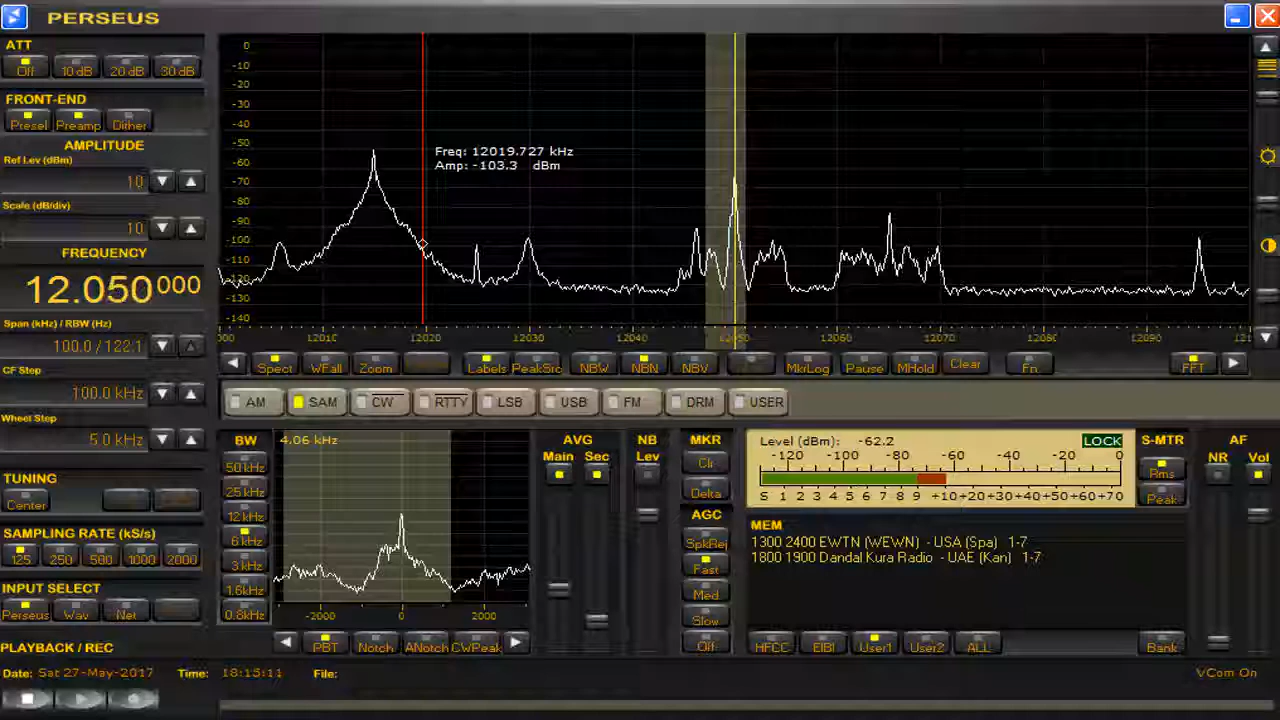 PERSEUS
ATT
Off 10 dB 20 dB 30 dB
FRONT-END
Presel Preamp Dither
AMPLITUDE
Ref Lev (dBm)
10
Scale (dB/div)
10
FREQUENCY
12.050000
Span (kHz) / RBW (Hz)
100.0 / 122.1
CF Step
100.0 kHz
Wheel Step
5.0 kHz
TUNING
Center
SAMPLING RATE (kS/s)
125 250 500 1000 2000
INPUT SELECT
Perseus Wav Net
PLAYBACK / REC
0
-10
-20
-30
-40
-50
-60
-70
-80
-90
-100
-110
-120
-130
-140
Freq: 12019.727 kHz
Amp: -103.3 dBm
000 12010 12020 12030 12040 12050 12060 12070 12080 12090 121
Spect WFall Zoom Labels PeakSrc NBW NBN NBV MkrLog Pause MHold Clear Fn FFT
AM SAM CW RTTY LSB USB FM DRM USER
BW
50 kHz
25 kHz
12 kHz
6 kHz
3 kHz
1.6kHz
0.8kHz
4.06 kHz
-2000 0 2000
PBT Notch ANotch CWPeak
AVG
Main Sec
NB
Lev
MKR
Clr
Delta
AGC
SpkRej
Fast
Med
Slow
Off
Level (dBm): -62.2 LOCK
-120 -100 -80 -60 -40 -20 0
S 1 2 3 4 5 6 7 8 9 +10+20+30+40+50+60+70
S-MTR
Rms
Peak
AF
NR Vol
MEM
1300 2400 EWTN (WEWN) - USA (Spa) 1-7
1800 1900 Dandal Kura Radio - UAE (Kan) 1-7
HFCC EIBI User1 User2 ALL Bank
Date: Sat 27-May-2017 Time: 18:15:11 File: VCom On